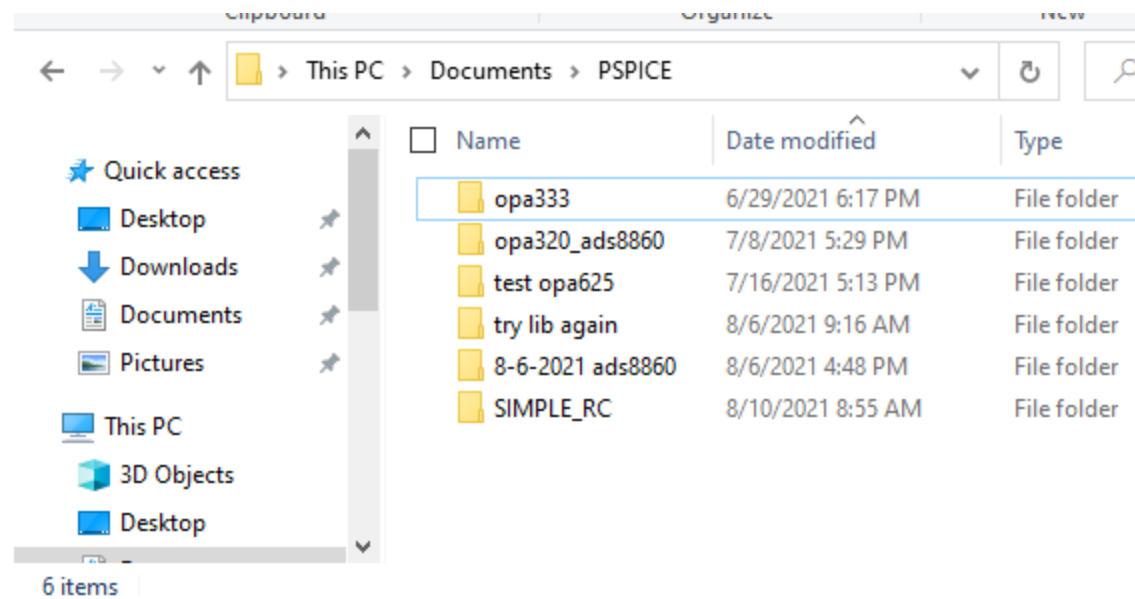 Clipboard Organize New
This PC > Documents > PSPICE
Name Date modified Type
Quick access
Desktop
Downloads
Documents
Pictures
This PC
3D Objects
Desktop
opa333 6/29/2021 6:17 PM File folder
opa320_ads8860 7/8/2021 5:29 PM File folder
test opa625 7/16/2021 5:13 PM File folder
try lib again 8/6/2021 9:16 AM File folder
8-6-2021 ads8860 8/6/2021 4:48 PM File folder
SIMPLE_RC 8/10/2021 8:55 AM File folder
6 items